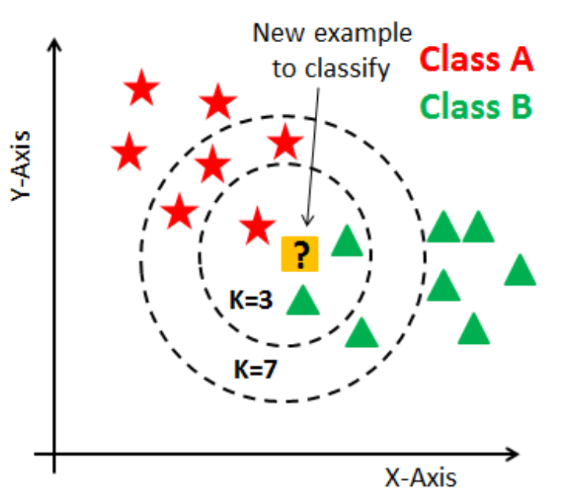 New example
to classify
Class A
Class B
Y-Axis
?
K=3
K=7
X-Axis